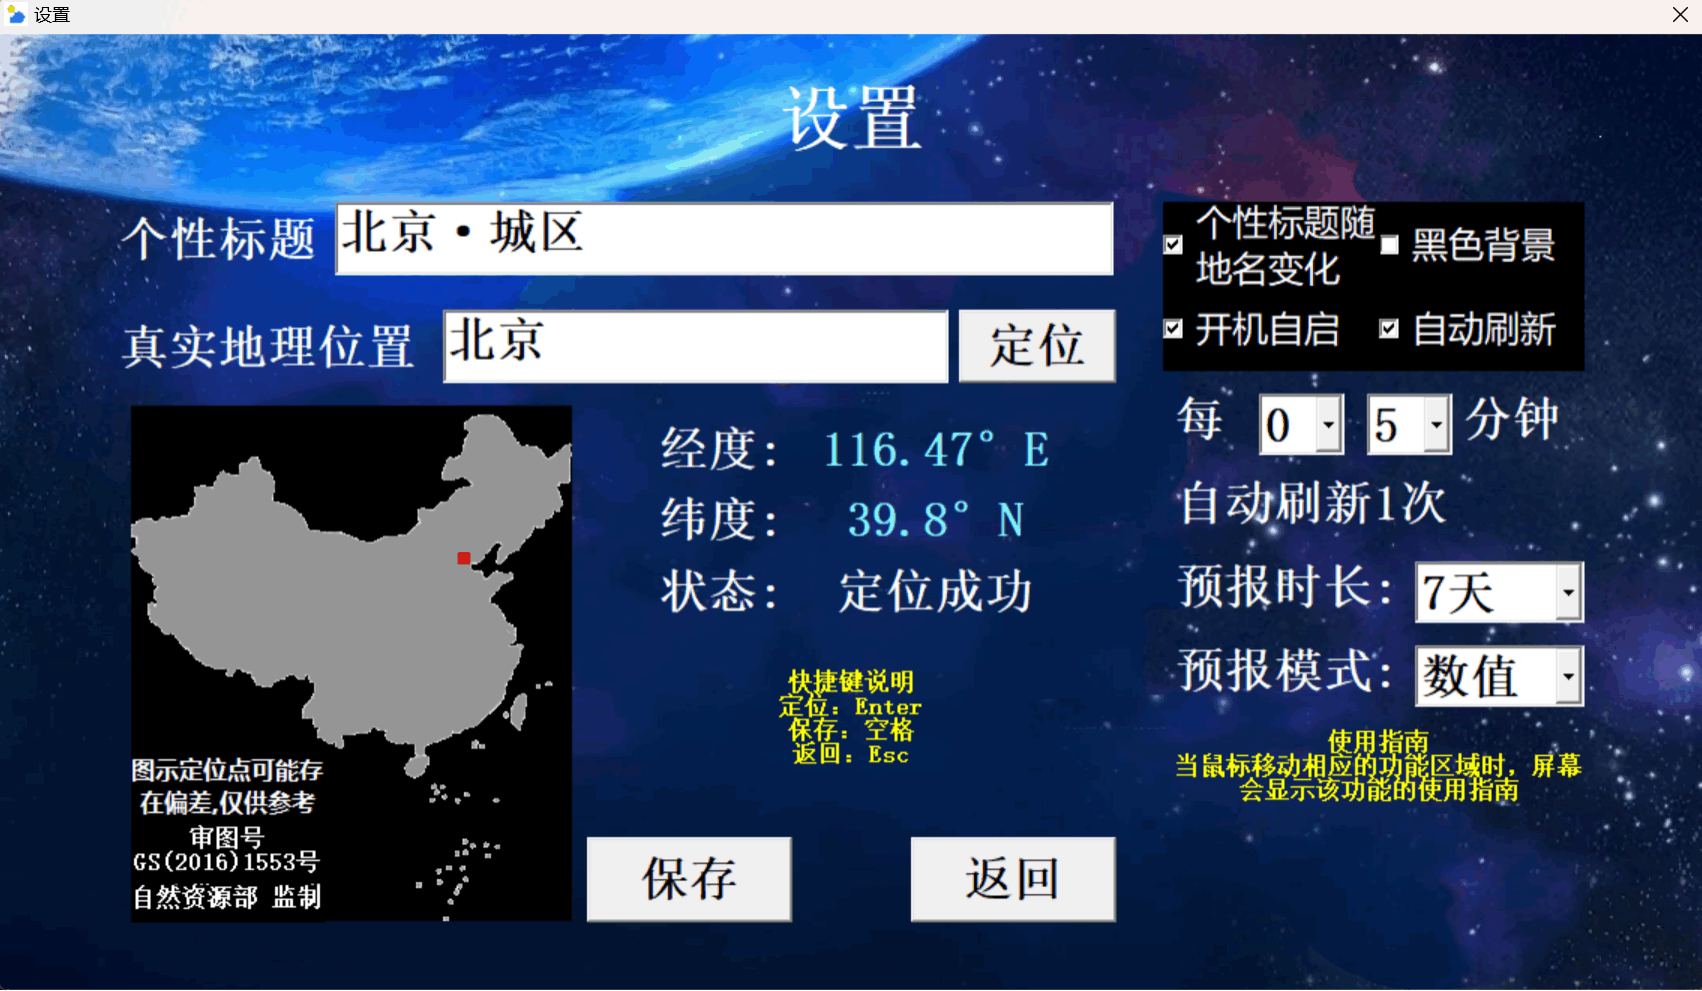 设置
设置
个性标题
北京·城区
真实地理位置
北京
定位
经度： 116.47° E
纬度： 39.8° N
状态： 定位成功
快捷键说明
定位：Enter
保存：空格
返回：Esc
图示定位点可能存
在偏差,仅供参考
审图号
GS(2016)1553号
自然资源部 监制
保存
返回
个性标题随
地名变化
黑色背景
开机自启
自动刷新
每 0 5 分钟
自动刷新1次
预报时长： 7天
预报模式： 数值
使用指南
当鼠标移动相应的功能区域时，屏幕
会显示该功能的使用指南